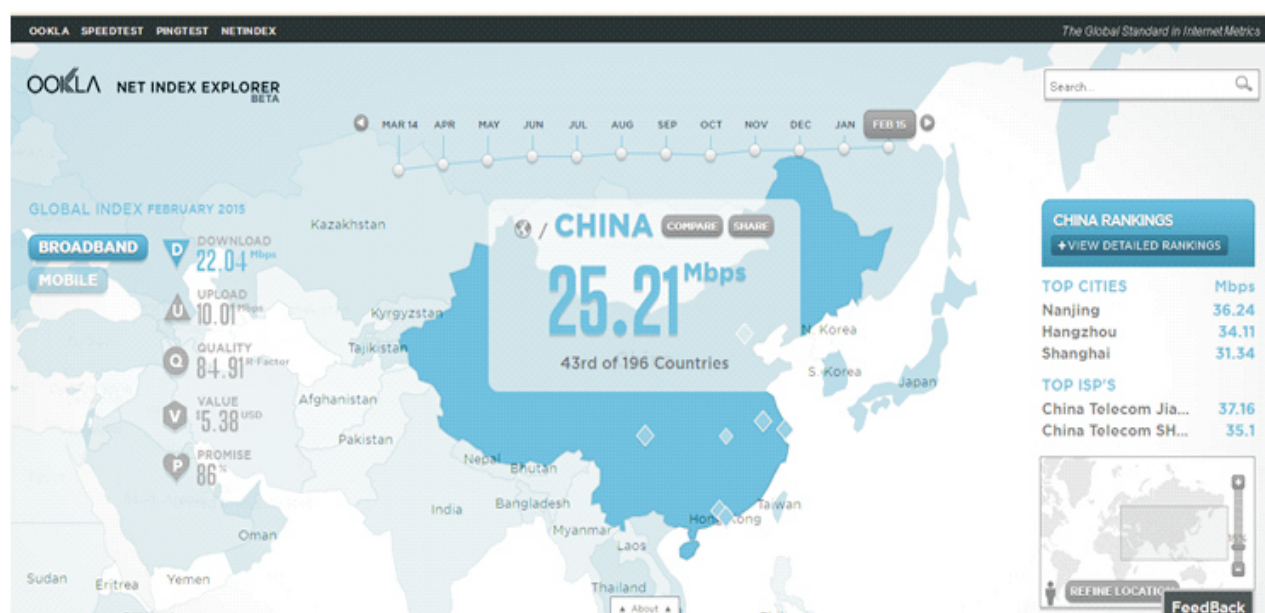 OOKLA SPEEDTEST PINGTEST NETINDEX
The Global Standard in Internet Metrics
OOKLA NET INDEX EXPLORER
BETA
Search...
MAR 14 APR MAY JUN JUL AUG SEP OCT NOV DEC JAN FEB 15
GLOBAL INDEX FEBRUARY 2015
BROADBAND
MOBILE
D DOWNLOAD
22.04 Mbps
U UPLOAD
10.01 Mbps
Q QUALITY
84.91 R-Factor
V VALUE
$5.38 USD
P PROMISE
86%
/ CHINA COMPARE SHARE
25.21 Mbps
43rd of 196 Countries
Kazakhstan
Kyrgyzstan
Tajikistan
Afghanistan
Pakistan
Nepal
Bhutan
India
Bangladesh
Myanmar
Laos
Thailand
Hong Kong
Taiwan
N. Korea
S. Korea
Japan
Oman
Yemen
Eritrea
Sudan
CHINA RANKINGS
+VIEW DETAILED RANKINGS
TOP CITIES Mbps
Nanjing 36.24
Hangzhou 34.11
Shanghai 31.34
TOP ISP'S
China Telecom Jia... 37.16
China Telecom SH... 35.1
REFINE LOCATION
FeedBack
▲ About ▲